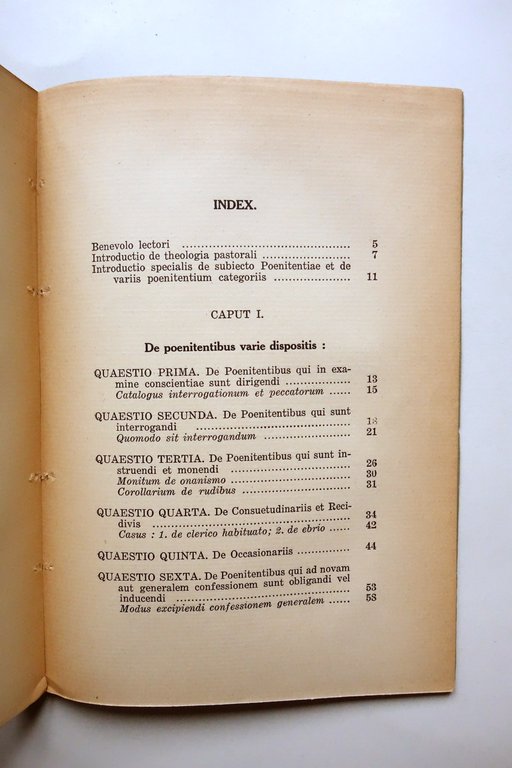 INDEX.
Benevolo lectori .................................................. 5
Introductio de theologia pastorali ........................ 7
Introductio specialis de subiecto Poenitentiae et de
variis poenitentium categoriis ..................... 11
CAPUT I.
De poenitentibus varie dispositis :
QUAESTIO PRIMA. De Poenitentibus qui in exa-
mine conscientiae sunt dirigendi .................. 13
Catalogus interrogationum et peccatorum ...... 15
QUAESTIO SECUNDA. De Poenitentibus qui sunt
interrogandi .......................................... 18
Quomodo sit interrogandum ........................ 21
QUAESTIO TERTIA. De Poenitentibus qui sunt in-
struendi et monendi ................................. 26
Monitum de onanismo ................................. 30
Corollarium de rudibus .............................. 31
QUAESTIO QUARTA. De Consuetudinariis et Reci-
divis ...................................................... 34
Casus : 1. de clerico habituato; 2. de ebrio ...... 42
QUAESTIO QUINTA. De Occasionariis ............... 44
QUAESTIO SEXTA. De Poenitentibus qui ad novam
aut generalem confessionem sunt obligandi vel
inducendi ............................................. 53
Modus excipiendi confessionem generalem ...... 58